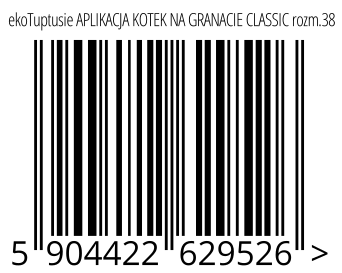 ekoTuptusie APLIKACJA KOTEK NA GRANACIE CLASSIC rozm.38
5 904422 629526 >